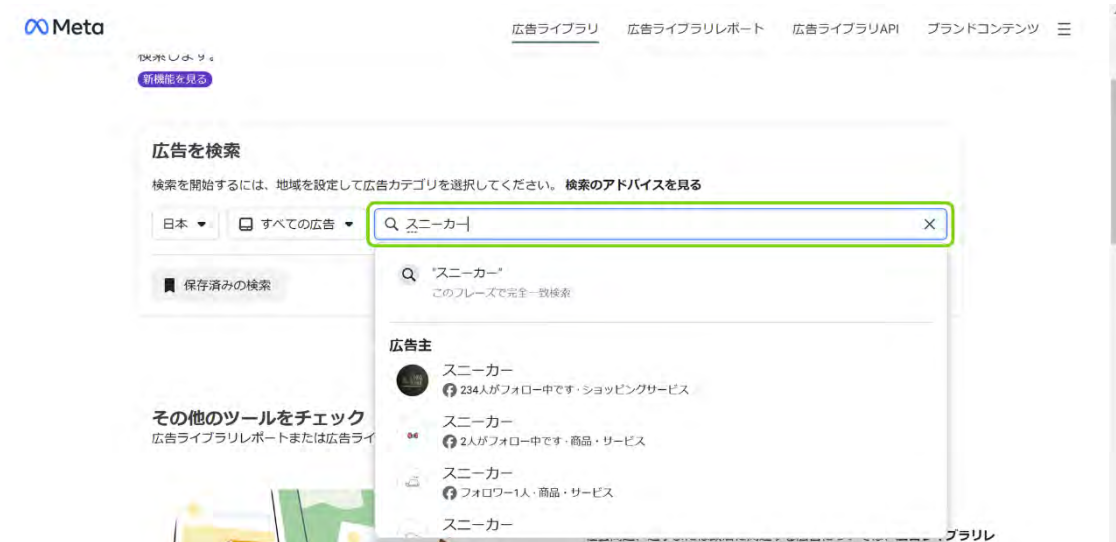 Meta
広告ライブラリ 広告ライブラリレポート 広告ライブラリAPI ブランドコンテンツ
検索します。
新機能を見る
広告を検索
検索を開始するには、地域を設定して広告カテゴリを選択してください。 検索のアドバイスを見る
日本 すべての広告 スニーカー
保存済みの検索
"スニーカー"
このフレーズで完全一致検索
広告主
スニーカー
234人がフォロー中です · ショッピングサービス
スニーカー
2人がフォロー中です · 商品・サービス
スニーカー
フォロワー1人 · 商品・サービス
スニーカー
その他のツールをチェック
広告ライブラリレポートまたは広告ライ